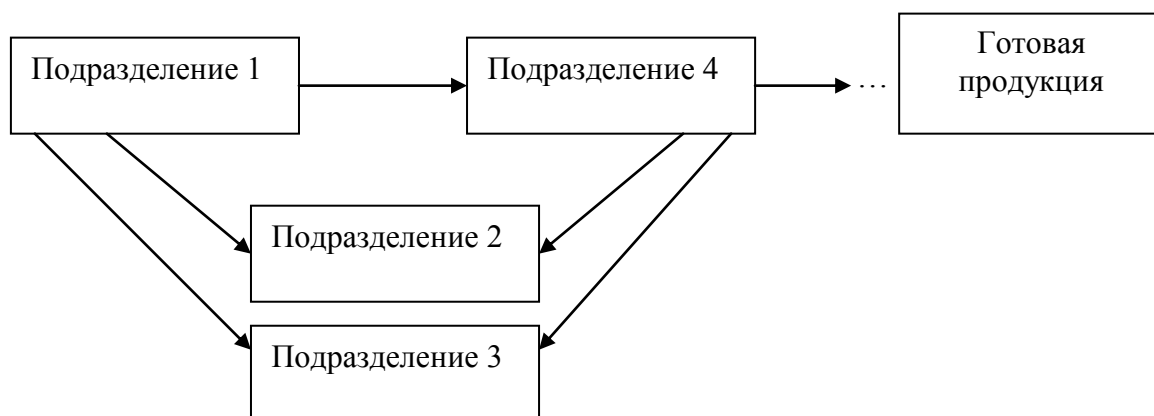 Подразделение 1
Подразделение 4
...
Готовая
продукция
Подразделение 2
Подразделение 3